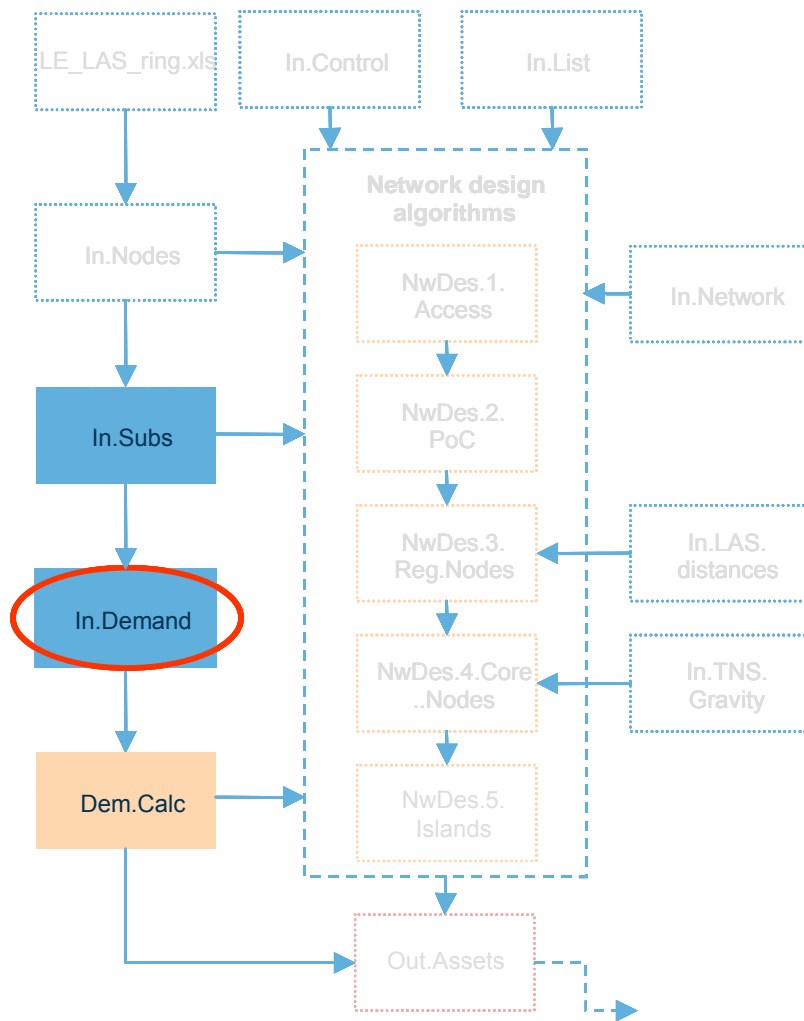 LE_LAS_ring.xls
In.Control
In.List
Network design
algorithms
In.Nodes
NwDes.1.
Access
In.Network
In.Subs
NwDes.2.
PoC
NwDes.3.
Reg.Nodes
In.LAS.
distances
In.Demand
NwDes.4.Core
..Nodes
In.TNS.
Gravity
Dem.Calc
NwDes.5.
Islands
Out.Assets